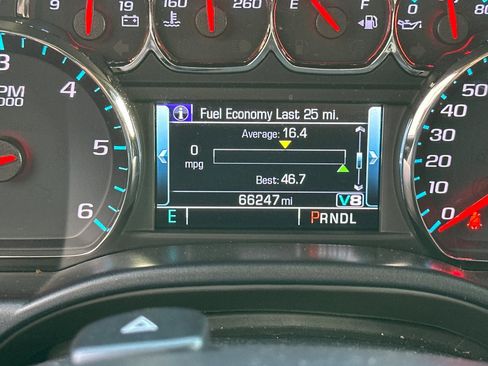 9 19 160 260 E F 0 80
3
4
5
6
RPM
Fuel Economy Last 25 mi.
Average: 16.4
0
mpg
Best: 46.7
66247 mi V8
E PRNDL
50
40
30
20
10
0